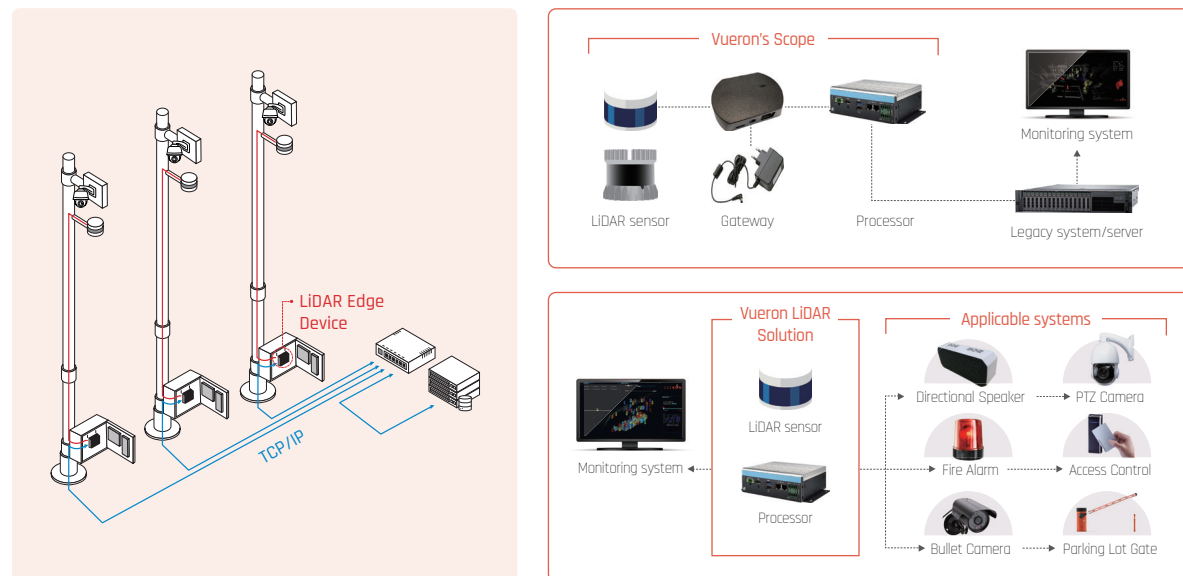 LiDAR Edge
Device
TCP/IP
Vueron's Scope
LiDAR sensor
Gateway
Processor
Monitoring system
Legacy system/server
Vueron LiDAR
Solution
LiDAR sensor
Processor
Monitoring system
Applicable systems
Directional Speaker
PTZ Camera
Fire Alarm
Access Control
Bullet Camera
Parking Lot Gate